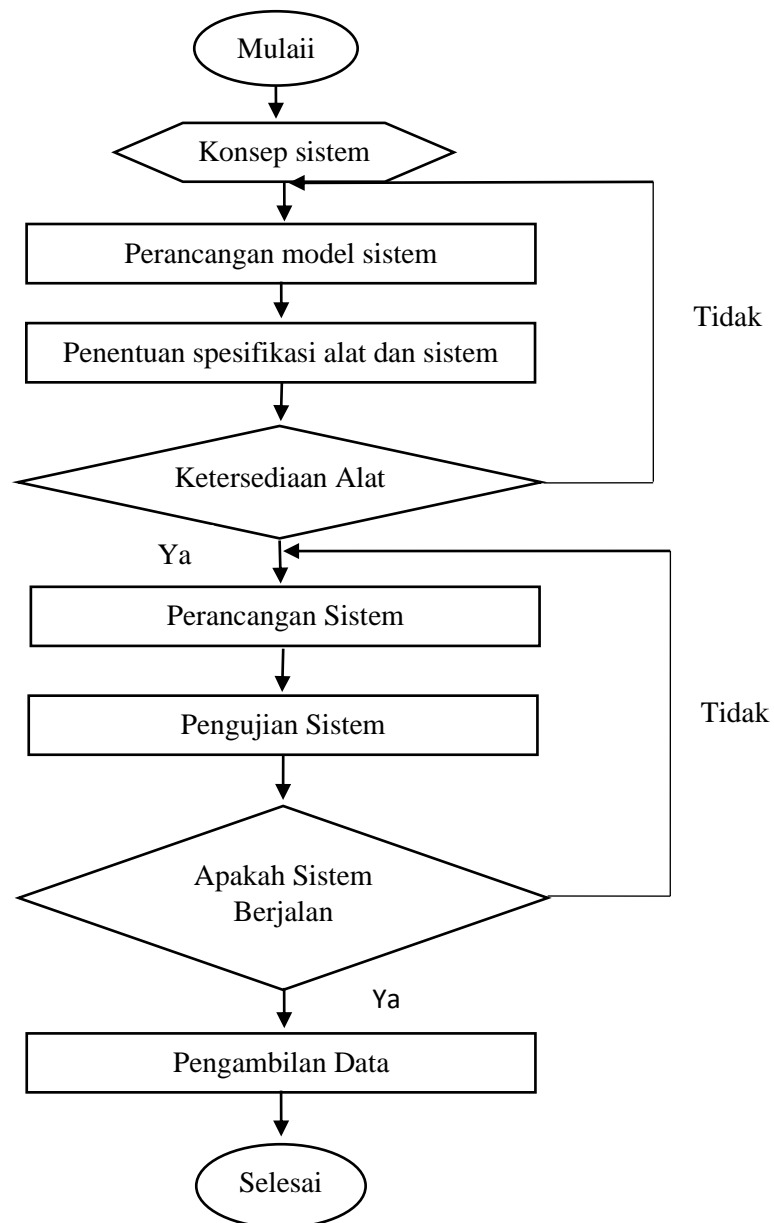 Mulaii
Konsep sistem
Perancangan model sistem
Tidak
Penentuan spesifikasi alat dan sistem
Ketersediaan Alat
Ya
Perancangan Sistem
Pengujian Sistem
Tidak
Apakah Sistem
Berjalan
Ya
Pengambilan Data
Selesai